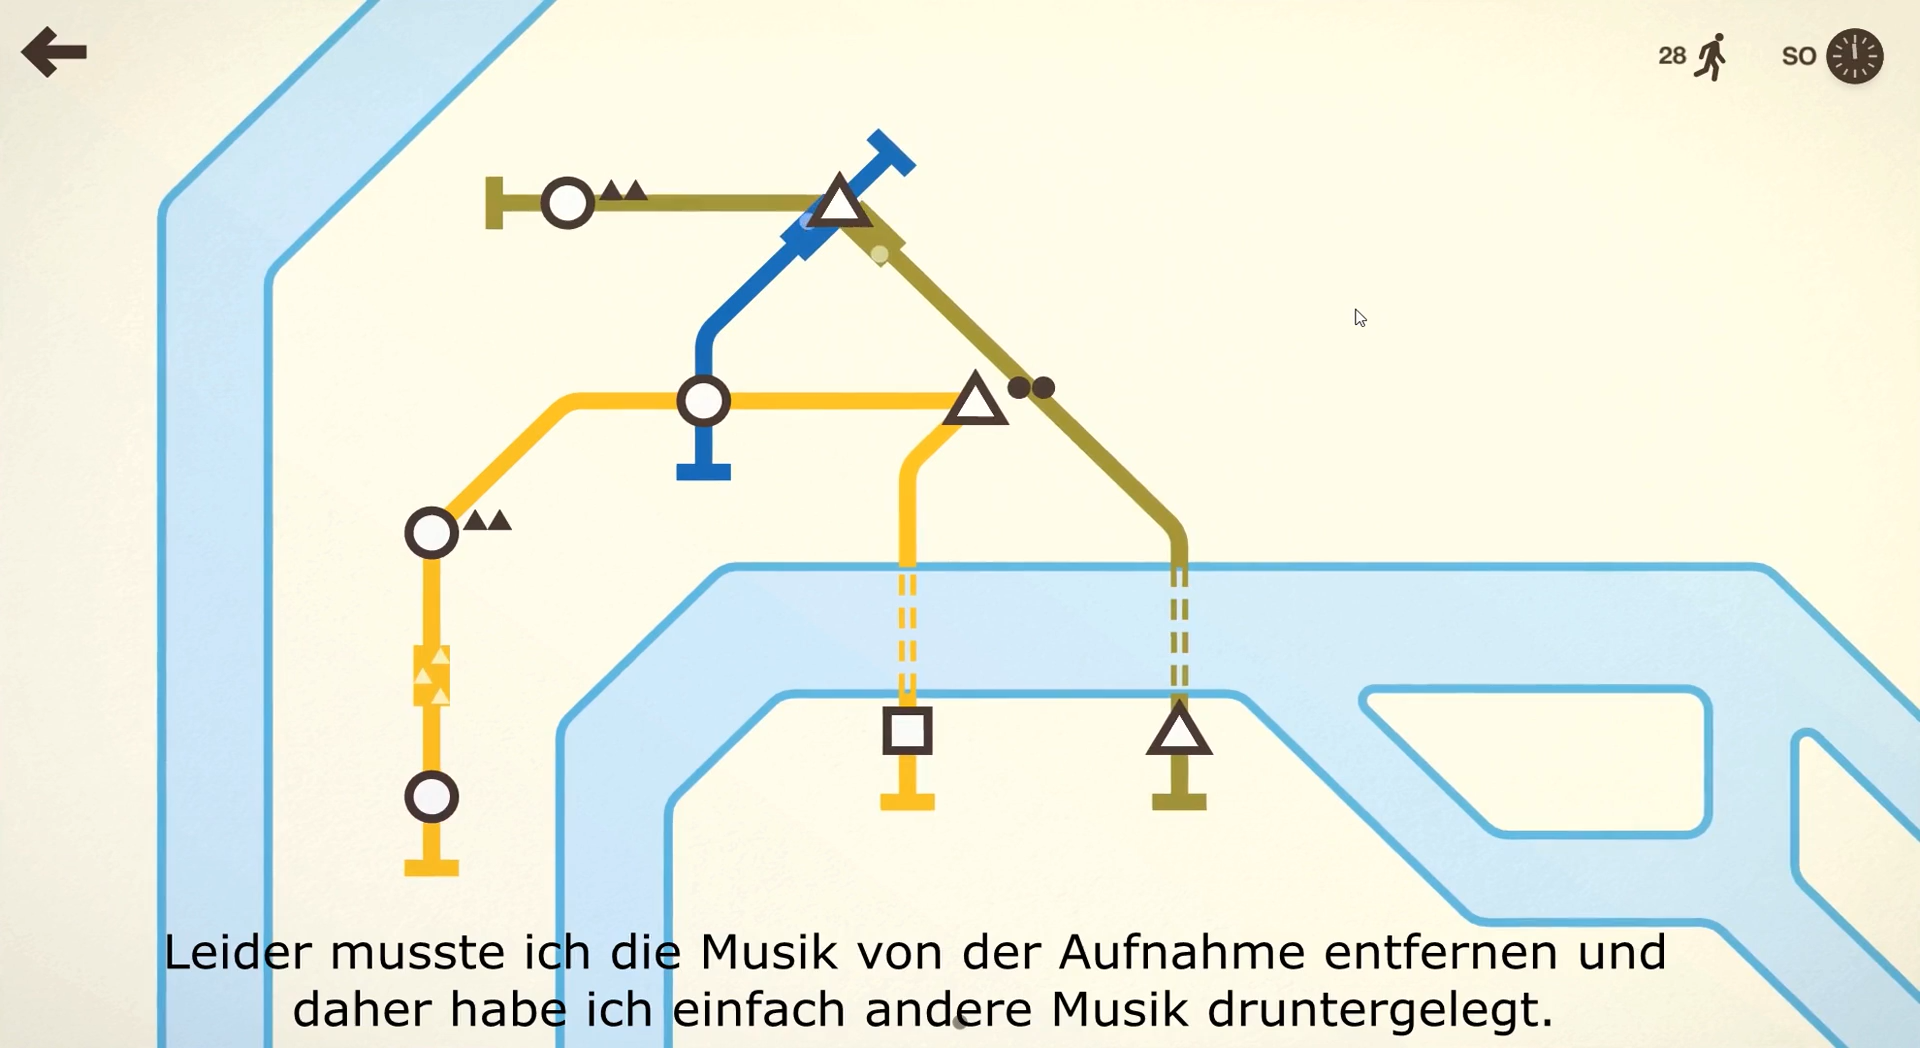 28
SO
Leider musste ich die Musik von der Aufnahme entfernen und
daher habe ich einfach andere Musik druntergelegt.